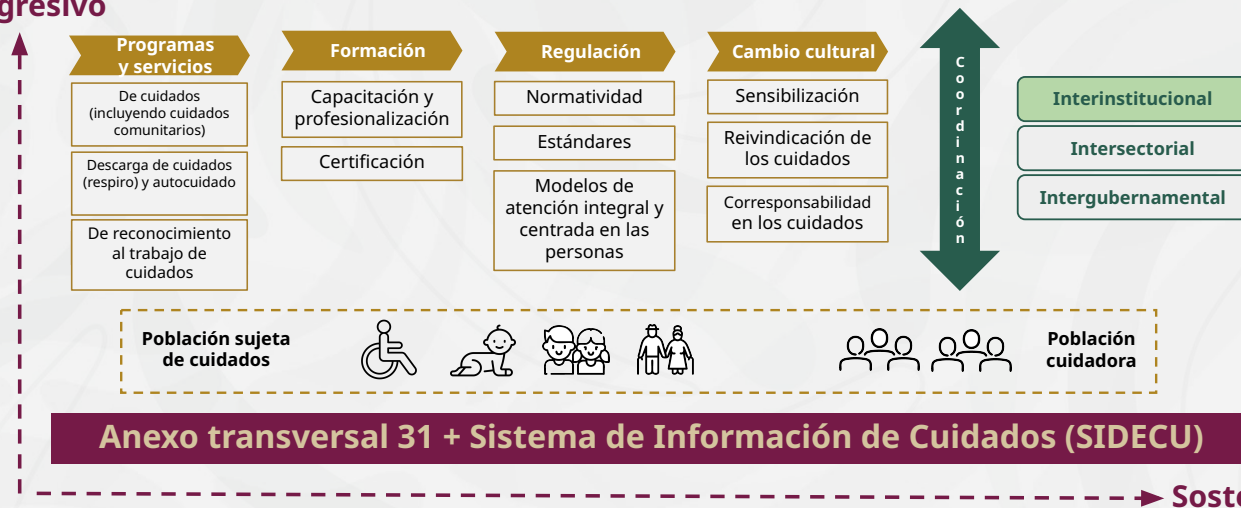 gresivo
Programas
y servicios
De cuidados
(incluyendo cuidados
comunitarios)
Descarga de cuidados
(respiro) y autocuidado
De reconocimiento
al trabajo de
cuidados
Formación
Capacitación y
profesionalización
Certificación
Regulación
Normatividad
Estándares
Modelos de
atención integral y
centrada en las
personas
Cambio cultural
Sensibilización
Reivindicación de
los cuidados
Corresponsabilidad
en los cuidados
Coordinación
Interinstitucional
Intersectorial
Intergubernamental
Población sujeta
de cuidados
Población
cuidadora
Anexo transversal 31 + Sistema de Información de Cuidados (SIDECU)
Soste